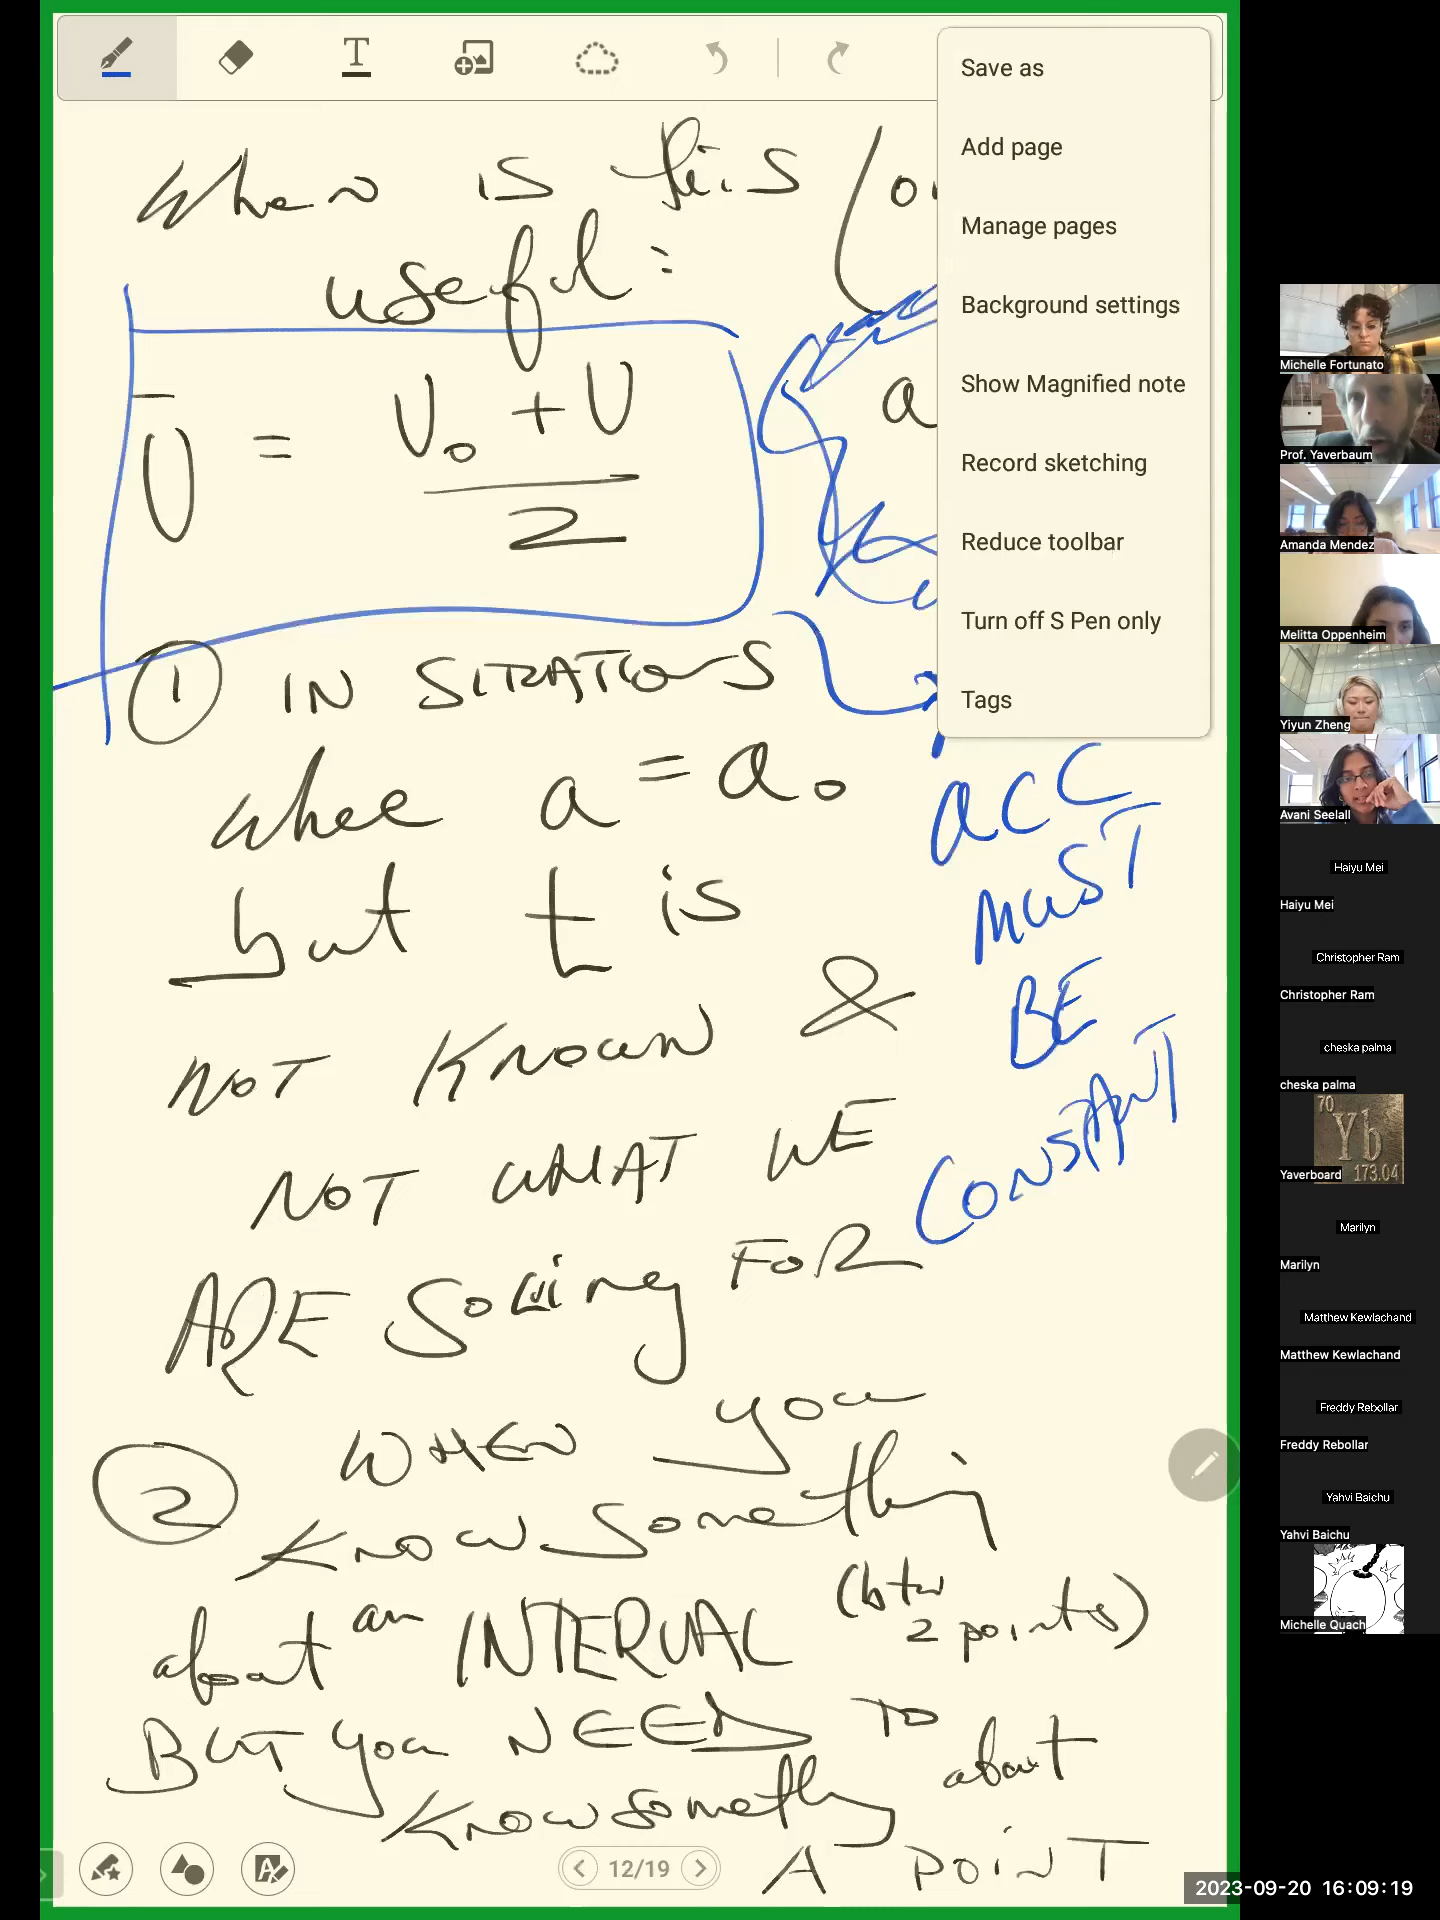 Save as
Add page
Manage pages
Background settings
Show Magnified note
Record sketching
Reduce toolbar
Turn off S Pen only
Tags
When is this
useful:
v̄ = v₀ + v
2
① IN SITUATIONS
where a = a₀
but t is
NOT KNOWN &
NOT WHAT WE
ARE Solving FOR
ACC
MUST
BE
CONSTANT
② WHEN you
KNOW Something
about an INTERVAL (btw
2 points)
BUT you NEED TO
KNOW something about
A POINT
12/19
2023-09-20 16:09:19
Michelle Fortunato
Prof. Yaverbaum
Amanda Mendez
Melitta Oppenheim
Yiyun Zheng
Avani Seelall
Haiyu Mei
Haiyu Mei
Christopher Ram
Christopher Ram
cheska palma
cheska palma
70
Yb
173.04
Yaverboard
Marilyn
Marilyn
Matthew Kewlachand
Matthew Kewlachand
Freddy Rebollar
Freddy Rebollar
Yahvi Baichu
Yahvi Baichu
Michelle Quach